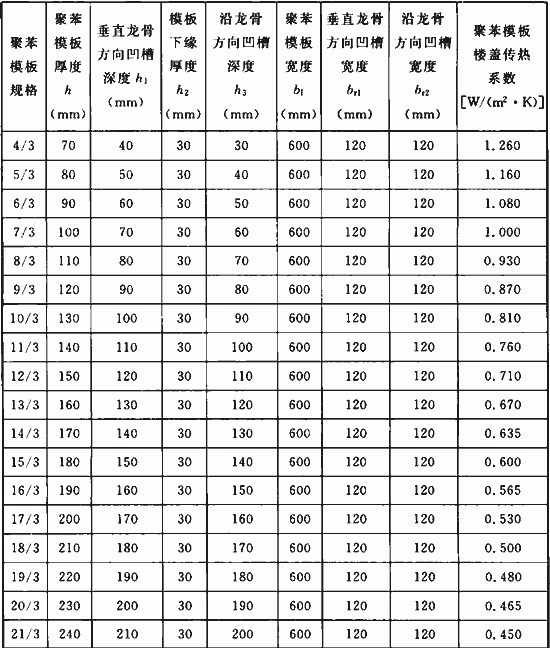 聚苯模板规格 聚苯模板厚度 h (mm) 垂直龙骨方向凹槽深度 h1 (mm) 模板下缘厚度 h2 (mm) 沿龙骨方向凹槽深度 h3 (mm) 聚苯模板宽度 bl (mm) 垂直龙骨方向凹槽宽度 br1 (mm) 沿龙骨方向凹槽宽度 br2 (mm) 聚苯模板楼盖传热系数 [W/(m²·K)]
4/3 70 40 30 30 600 120 120 1.260
5/3 80 50 30 40 600 120 120 1.160
6/3 90 60 30 50 600 120 120 1.080
7/3 100 70 30 60 600 120 120 1.000
8/3 110 80 30 70 600 120 120 0.930
9/3 120 90 30 80 600 120 120 0.870
10/3 130 100 30 90 600 120 120 0.810
11/3 140 110 30 100 600 120 120 0.760
12/3 150 120 30 110 600 120 120 0.710
13/3 160 130 30 120 600 120 120 0.670
14/3 170 140 30 130 600 120 120 0.635
15/3 180 150 30 140 600 120 120 0.600
16/3 190 160 30 150 600 120 120 0.565
17/3 200 170 30 160 600 120 120 0.530
18/3 210 180 30 170 600 120 120 0.500
19/3 220 190 30 180 600 120 120 0.480
20/3 230 200 30 190 600 120 120 0.465
21/3 240 210 30 200 600 120 120 0.450